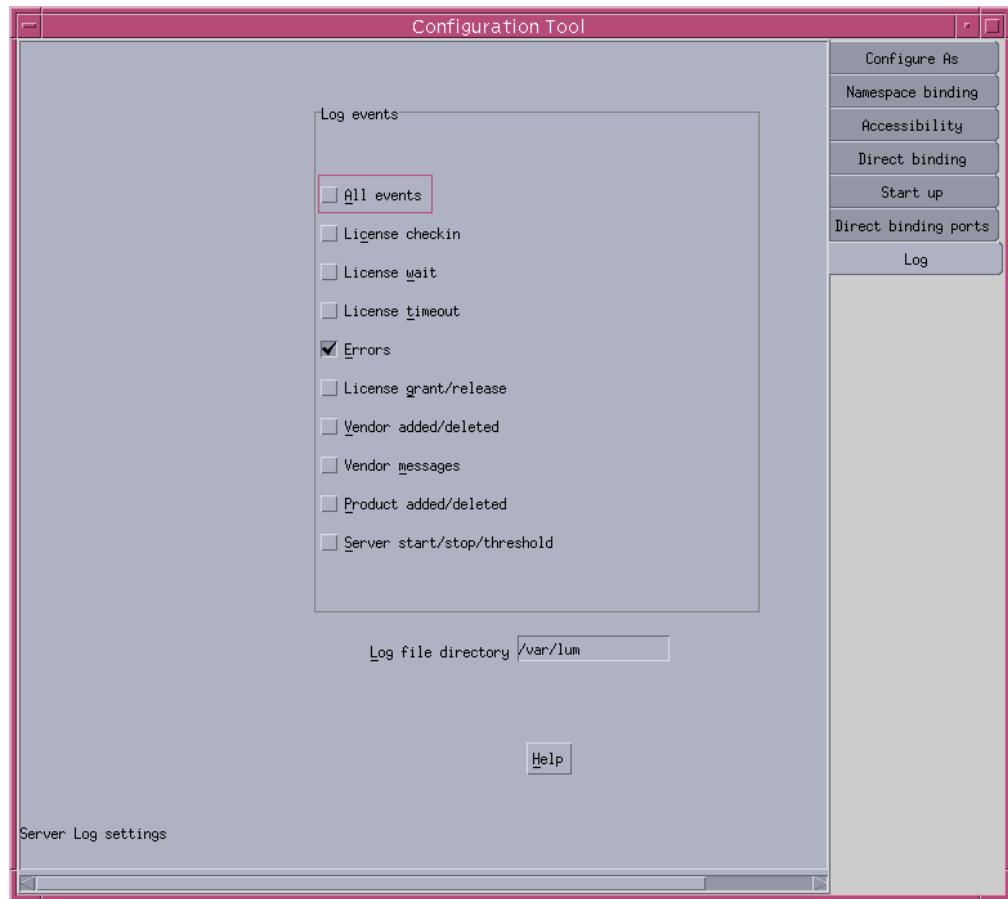 Configuration Tool
Configure As
Namespace binding
Accessibility
Direct binding
Start up
Direct binding ports
Log
Log events
All events
License checkin
License wait
License timeout
Errors
License grant/release
Vendor added/deleted
Vendor messages
Product added/deleted
Server start/stop/threshold
Log file directory /var/lum
Help
Server Log settings